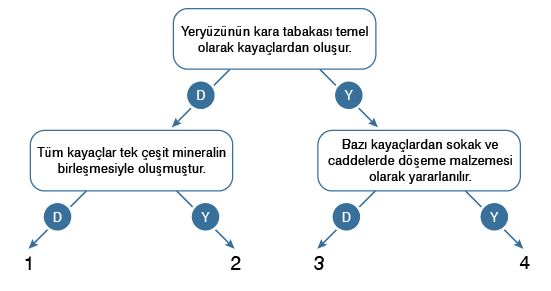 Yeryüzünün kara tabakası temel
olarak kayaçlardan oluşur.
D
Y
Tüm kayaçlar tek çeşit mineralin
birleşmesiyle oluşmuştur.
Bazı kayaçlardan sokak ve
caddelerde döşeme malzemesi
olarak yararlanılır.
D
Y
D
Y
1
2
3
4